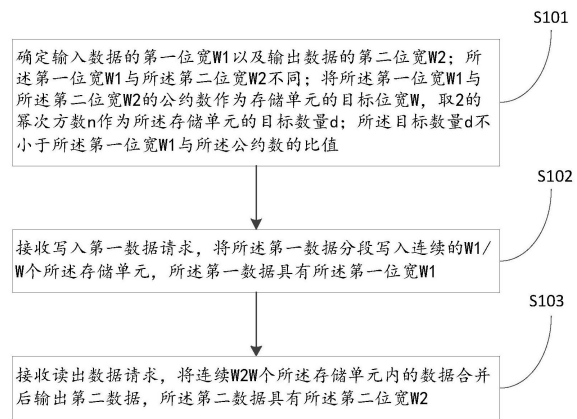 S101
确定输入数据的第一位宽W1以及输出数据的第二位宽W2；所
述第一位宽W1与所述第二位宽W2不同；将所述第一位宽W1与
所述第二位宽W2的公约数作为存储单元的目标位宽W，取2的
幂次方数n作为所述存储单元的目标数量d；所述目标数量d不
小于所述第一位宽W1与所述公约数的比值
S102
接收写入第一数据请求，将所述第一数据分段写入连续的W1/
W个所述存储单元，所述第一数据具有所述第一位宽W1
S103
接收读出数据请求，将连续W2W个所述存储单元内的数据合并
后输出第二数据，所述第二数据具有所述第二位宽W2